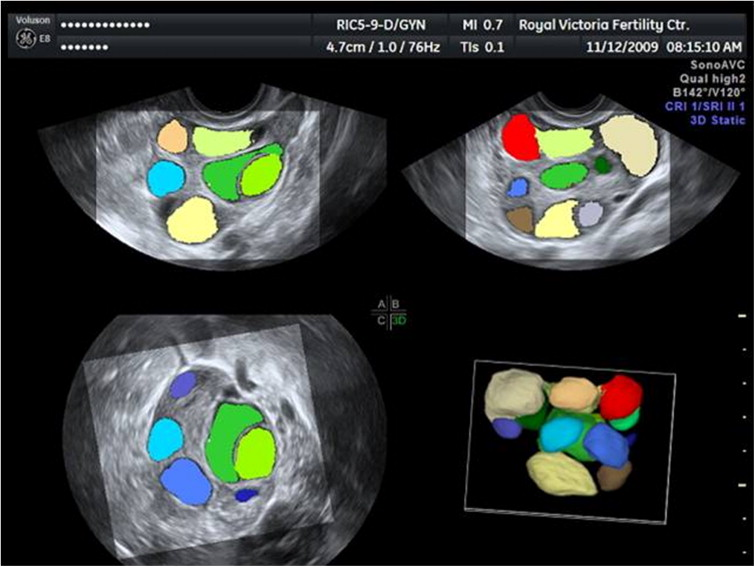 Voluson
GE E8
RIC5-9-D/GYN
MI 0.7
Royal Victoria Fertility Ctr.
4.7cm / 1.0 / 76Hz
TIs 0.1
11/12/2009 08:15:10 AM
SonoAVC
Qual high2
B142°/V120°
CRI 1/SRI II 1
3D Static
A B
C 3D